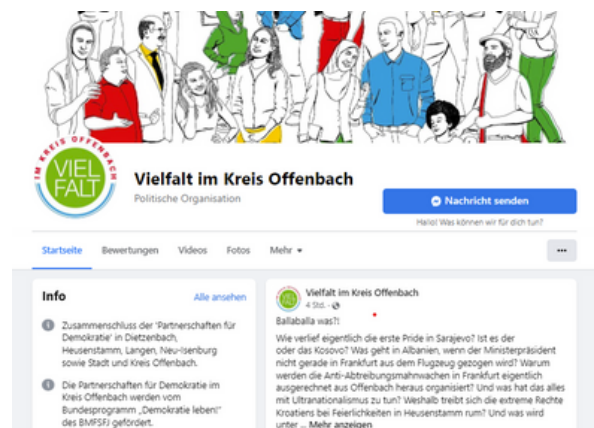 IM KREIS OFFENBACH
VIEL
FALT
Vielfalt im Kreis Offenbach
Politische Organisation
Nachricht senden
Hallo! Was können wir für dich tun?
Startseite Bewertungen Videos Fotos Mehr
Info Alle ansehen
Zusammenschluss der 'Partnerschaften für
Demokratie' in Dietzenbach,
Heusenstamm, Langen, Neu-Isenburg
sowie Stadt und Kreis Offenbach.
Die Partnerschaften für Demokratie im
Kreis Offenbach werden vom
Bundesprogramm „Demokratie leben!"
des BMFSFJ gefördert.
VIEL
FALT
Vielfalt im Kreis Offenbach
4 Std. ·
Ballaballa was?!
Wie verlief eigentlich die erste Pride in Sarajevo? Ist es der
oder das Kosovo? Was geht in Albanien, wenn der Ministerpräsident
nicht gerade in Frankfurt aus dem Flugzeug gezogen wird? Warum
werden die Anti-Abtreibungsmahnwachen in Frankfurt eigentlich
ausgerechnet aus Offenbach heraus organisiert? Und was hat das alles
mit Ultranationalismus zu tun? Weshalb treibt sich die extreme Rechte
Kroatiens bei Feierlichkeiten in Heusenstamm rum? Und was wird
unter ... Mehr anzeigen